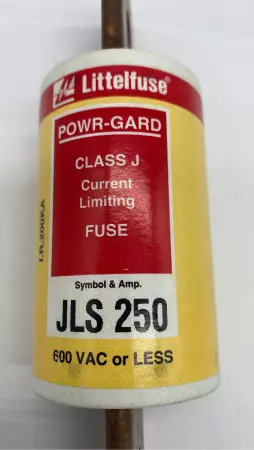 Littelfuse®
POWR-GARD
CLASS J
Current
Limiting
FUSE
I.R.200KA
Symbol & Amp.
JLS 250
600 VAC or LESS